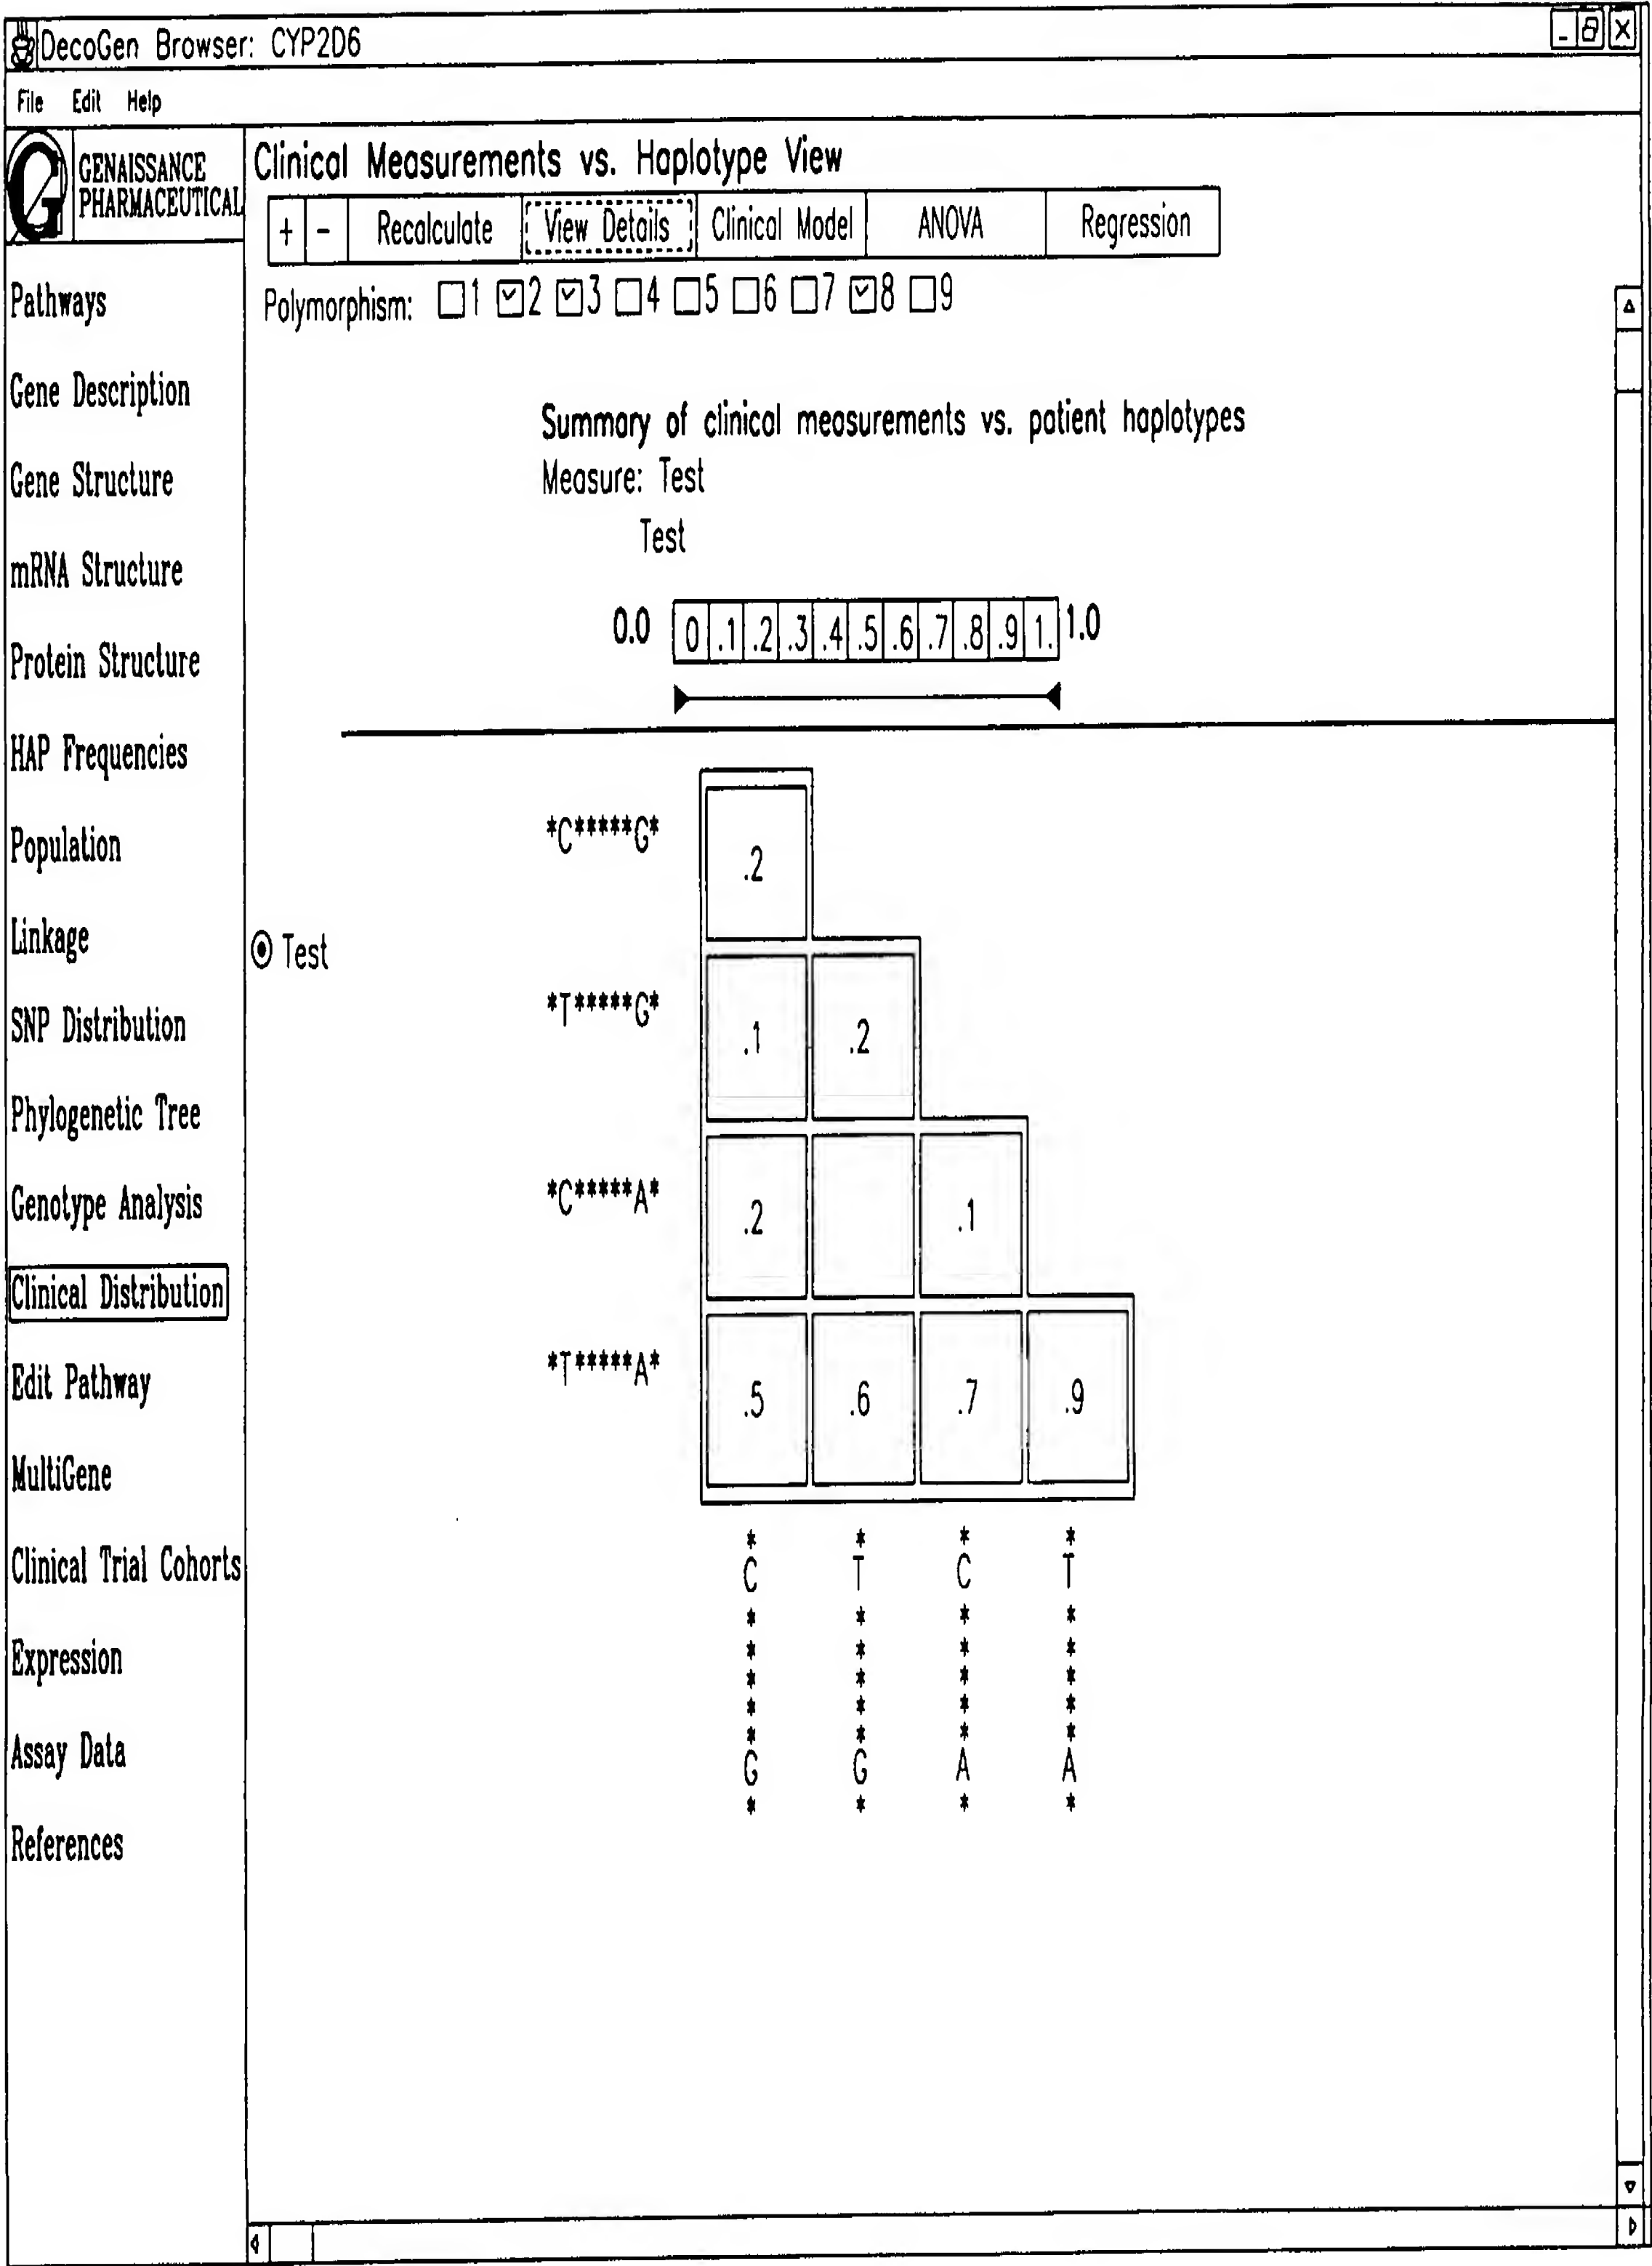 DecoGen Browser: CYP2D6
File Edit Help
GENAISSANCE
PHARMACEUTICAL
Clinical Measurements vs. Haplotype View
+ - Recalculate View Details Clinical Model ANOVA Regression
Polymorphism: 1 2 3 4 5 6 7 8 9
Pathways
Gene Description
Gene Structure
mRNA Structure
Protein Structure
HAP Frequencies
Population
Linkage
SNP Distribution
Phylogenetic Tree
Genotype Analysis
Clinical Distribution
Edit Pathway
MultiGene
Clinical Trial Cohorts
Expression
Assay Data
References
Summary of clinical measurements vs. patient haplotypes
Measure: Test
Test
0.0 0 .1 .2 .3 .4 .5 .6 .7 .8 .9 1. 1.0
Test
*C*****G* .2
*T*****G* .1 .2
*C*****A* .2 .1
*T*****A* .5 .6 .7 .9
* * * *
C T C T
* * * *
* * * *
* * * *
* * * *
* * * *
G G A A
* * * *